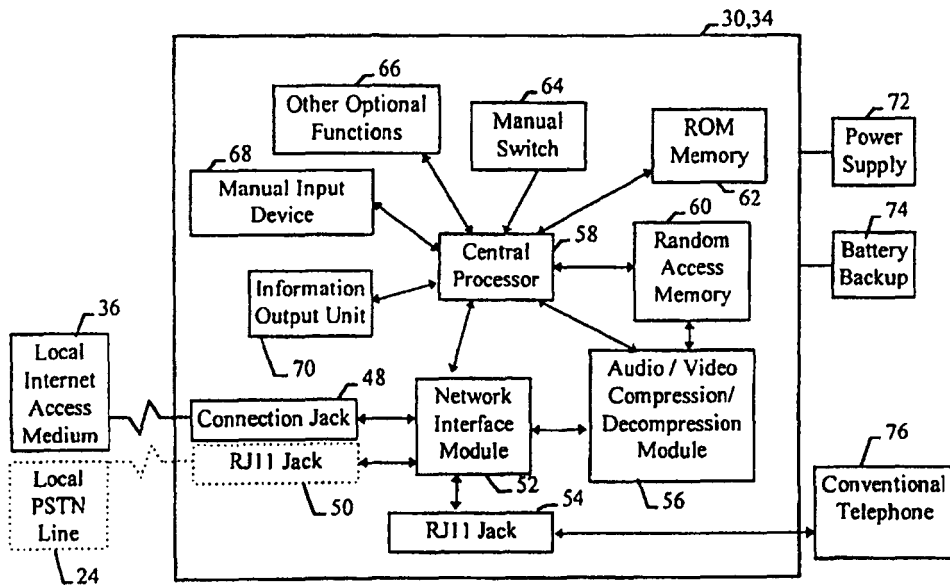 30,34
66
Other Optional
Functions
64
Manual
Switch
ROM
Memory
62
72
Power
Supply
68
Manual Input
Device
60
Random
Access
Memory
74
Battery
Backup
58
Central
Processor
Information
Output Unit
70
36
Local
Internet
Access
Medium
48
Connection Jack
Network
Interface
Module
52
Audio / Video
Compression/
Decompression
Module
56
RJ11 Jack
50
Local
PSTN
Line
24
54
RJ11 Jack
76
Conventional
Telephone